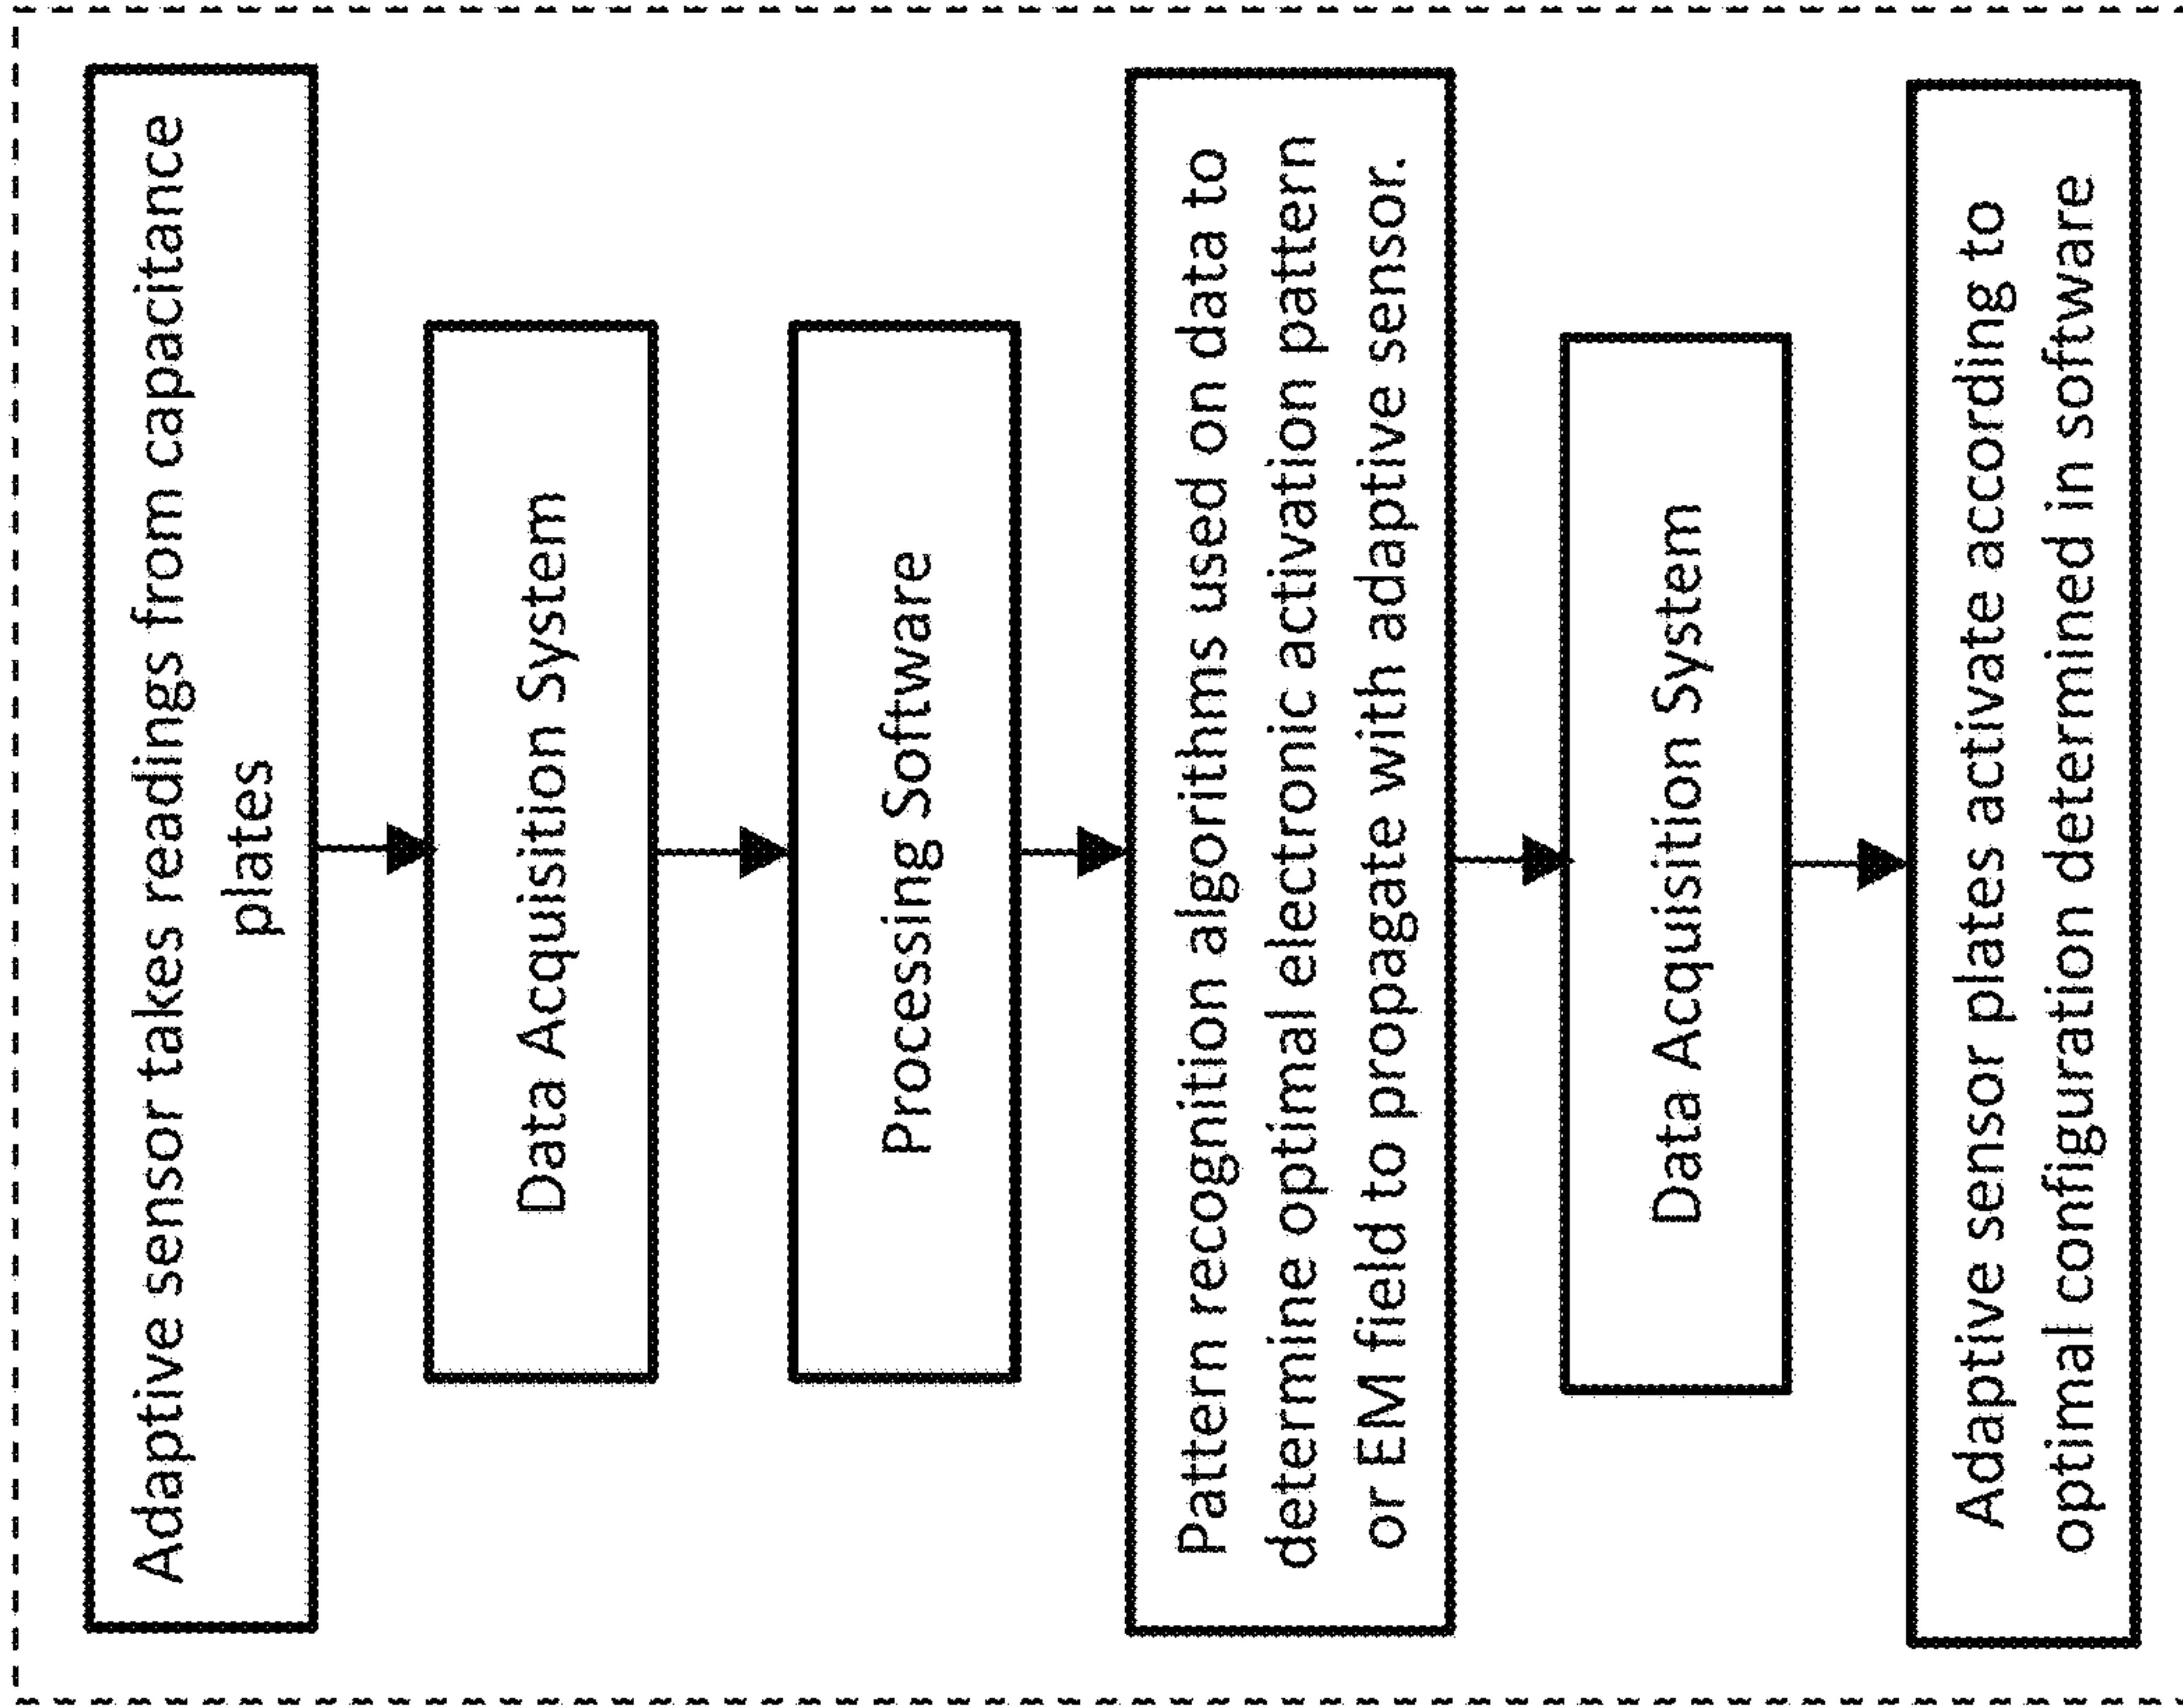 Adaptive sensor takes readings from capacitance
plates
Data Acquisition System
Processing Software
Pattern recognition algorithms used on data to
determine optimal electronic activation pattern
or EM field to propagate with adaptive sensor.
Data Acquisition System
Adaptive sensor plates activate according to
optimal configuration determined in software